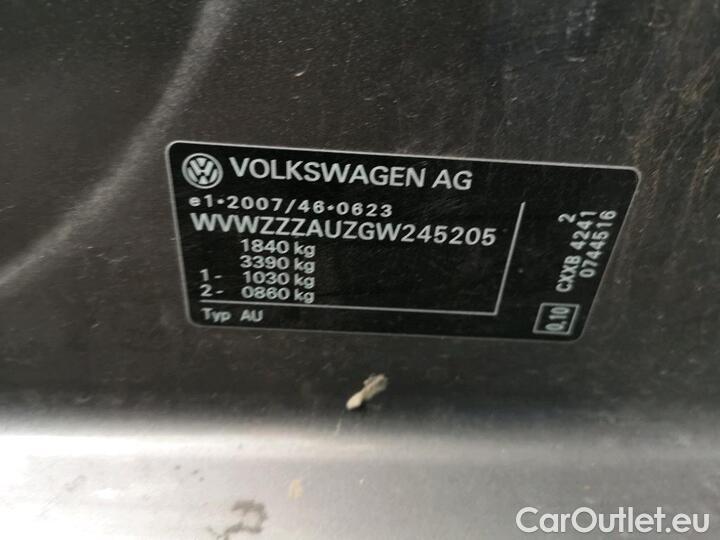 VOLKSWAGEN AG
e1*2007/46*0623
WVWZZZAUZGW245205
1840 kg
3390 kg
1- 1030 kg
2- 0860 kg
Typ AU
2
CXXB 4241
0744516
0.10
CarOutlet.eu